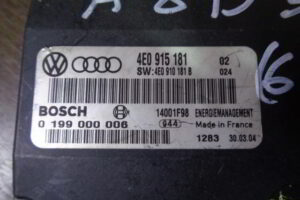 4E0 915 181 02
SW:4E0 910 181 B 024
BOSCH 14001F98 ENERGIEMANAGEMENT
0 199 000 006 944 Made in France
1283 30.03.04